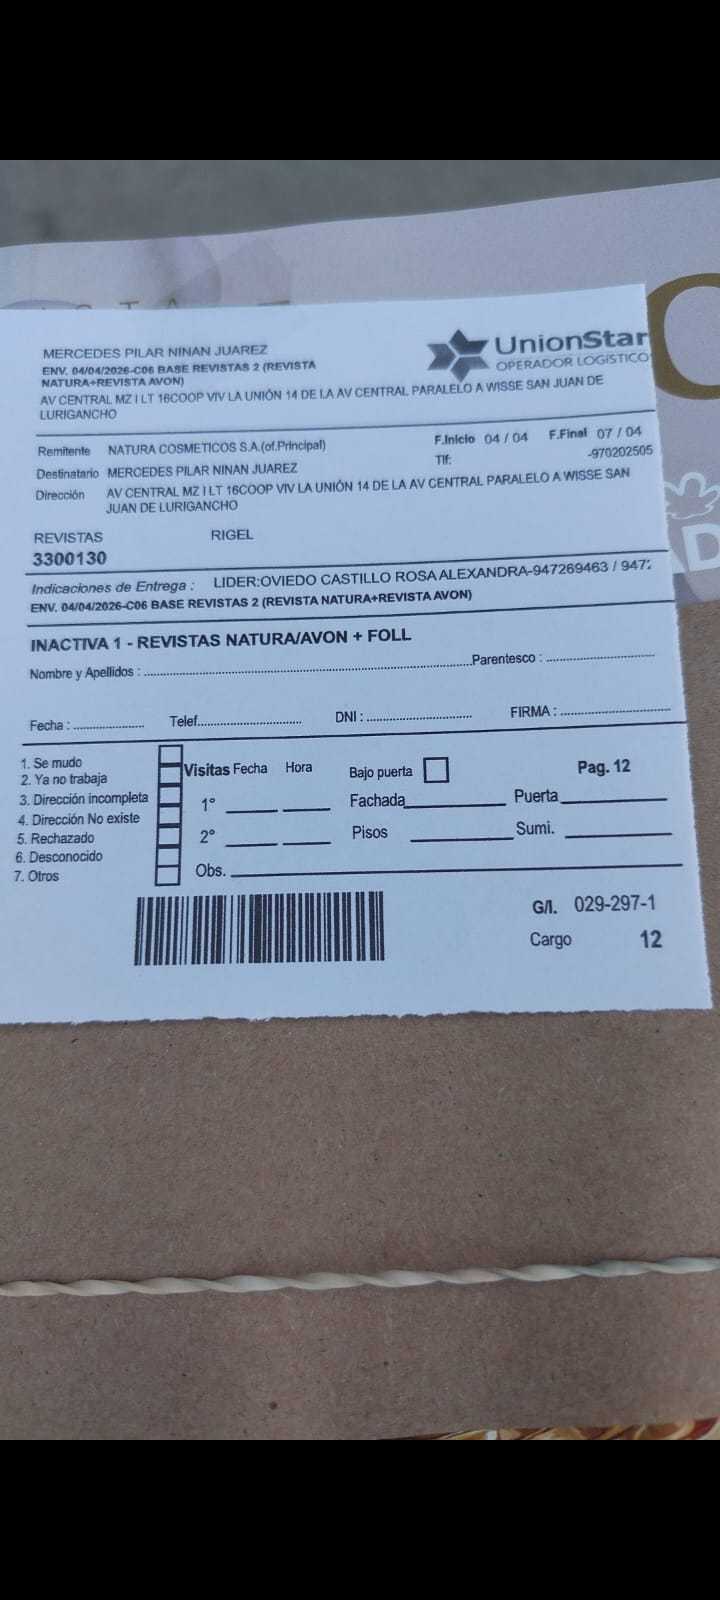 MERCEDES PILAR NINAN JUAREZ
ENV. 04/04/2026-C06 BASE REVISTAS 2 (REVISTA
NATURA+REVISTA AVON)
AV CENTRAL MZ I LT 16COOP VIV LA UNIÓN 14 DE LA AV CENTRAL PARALELO A WISSE SAN JUAN DE
LURIGANCHO
UnionStar
OPERADOR LOGÍSTICO
Remitente NATURA COSMETICOS S.A.(of.Principal) F.Inicio 04 / 04 F.Final 07 / 04
Destinatario MERCEDES PILAR NINAN JUAREZ Tlf: -970202505
Dirección AV CENTRAL MZ I LT 16COOP VIV LA UNIÓN 14 DE LA AV CENTRAL PARALELO A WISSE SAN
JUAN DE LURIGANCHO
REVISTAS RIGEL
3300130
Indicaciones de Entrega : LIDER:OVIEDO CASTILLO ROSA ALEXANDRA-947269463 / 947
ENV. 04/04/2026-C06 BASE REVISTAS 2 (REVISTA NATURA+REVISTA AVON)
INACTIVA 1 - REVISTAS NATURA/AVON + FOLL
Nombre y Apellidos : Parentesco :
Fecha : Telef. DNI : FIRMA :
1. Se mudo
2. Ya no trabaja
3. Dirección incompleta
4. Dirección No existe
5. Rechazado
6. Desconocido
7. Otros
Visitas Fecha Hora Bajo puerta Pag. 12
1° Fachada Puerta
2° Pisos Sumi.
Obs.
G/I. 029-297-1
Cargo 12